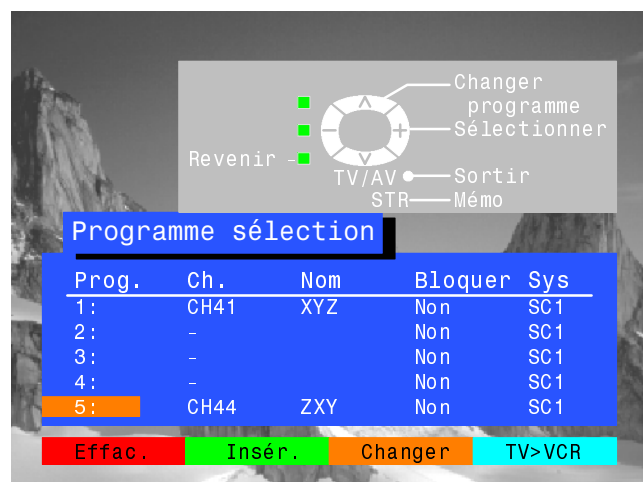 Changer
programme
Sélectionner
Revenir
TV/AV Sortir
STR Mémo
Programme sélection
Prog. Ch. Nom Bloquer Sys
1: CH41 XYZ Non SC1
2: - Non SC1
3: - Non SC1
4: - Non SC1
5: CH44 ZXY Non SC1
Effac. Insér. Changer TV>VCR